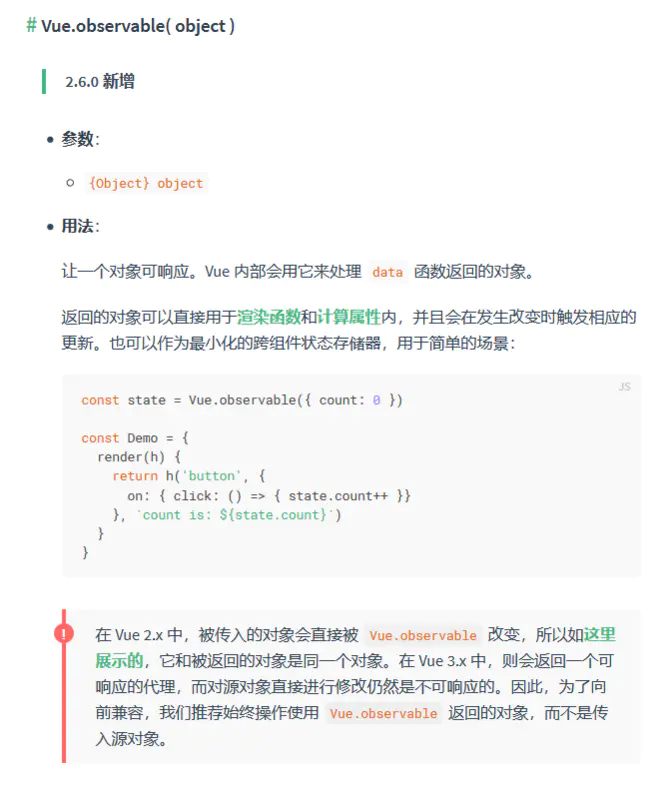 # Vue.observable( object )
2.6.0 新增
参数：
{Object} object
用法：
让一个对象可响应。Vue 内部会用它来处理 data 函数返回的对象。
返回的对象可以直接用于渲染函数和计算属性内，并且会在发生改变时触发相应的
更新。也可以作为最小化的跨组件状态存储器，用于简单的场景：
JS
const state = Vue.observable({ count: 0 })
const Demo = {
  render(h) {
    return h('button', {
      on: { click: () => { state.count++ }}
    }, `count is: ${state.count}`)
  }
}
!
在 Vue 2.x 中，被传入的对象会直接被 Vue.observable 改变，所以如这里
展示的，它和被返回的对象是同一个对象。在 Vue 3.x 中，则会返回一个可
响应的代理，而对源对象直接进行修改仍然是不可响应的。因此，为了向
前兼容，我们推荐始终操作使用 Vue.observable 返回的对象，而不是传
入源对象。